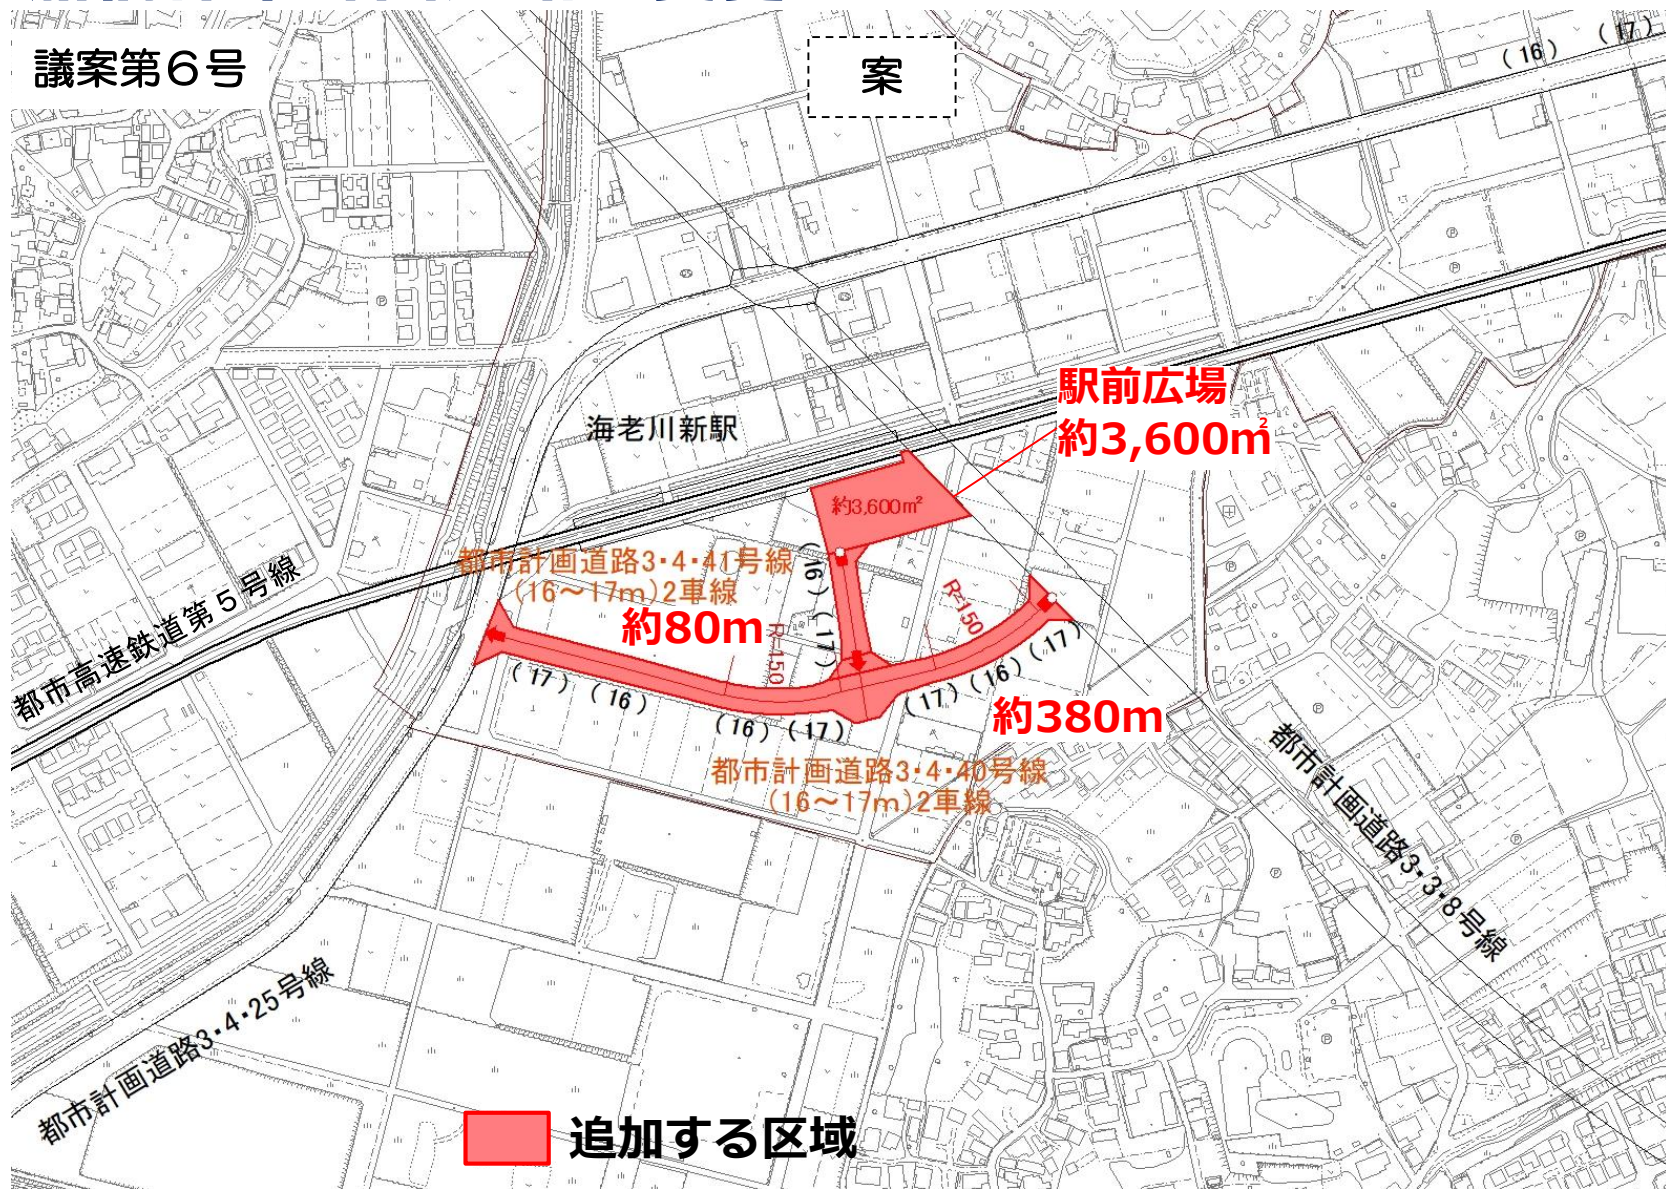 議案第6号
案
(16) (17)
駅前広場
約3,600㎡
海老川新駅
約3,600㎡
都市計画道路3・4・41号線
(16~17m)2車線
約80m
(16)
(17)
R=150
R=150
(17) (16)
(16) (17)
(17) (16) (17)
約380m
都市計画道路3・4・40号線
(16~17m)2車線
都市高速鉄道第5号線
都市計画道路3・3・8号線
都市計画道路3・4・25号線
追加する区域